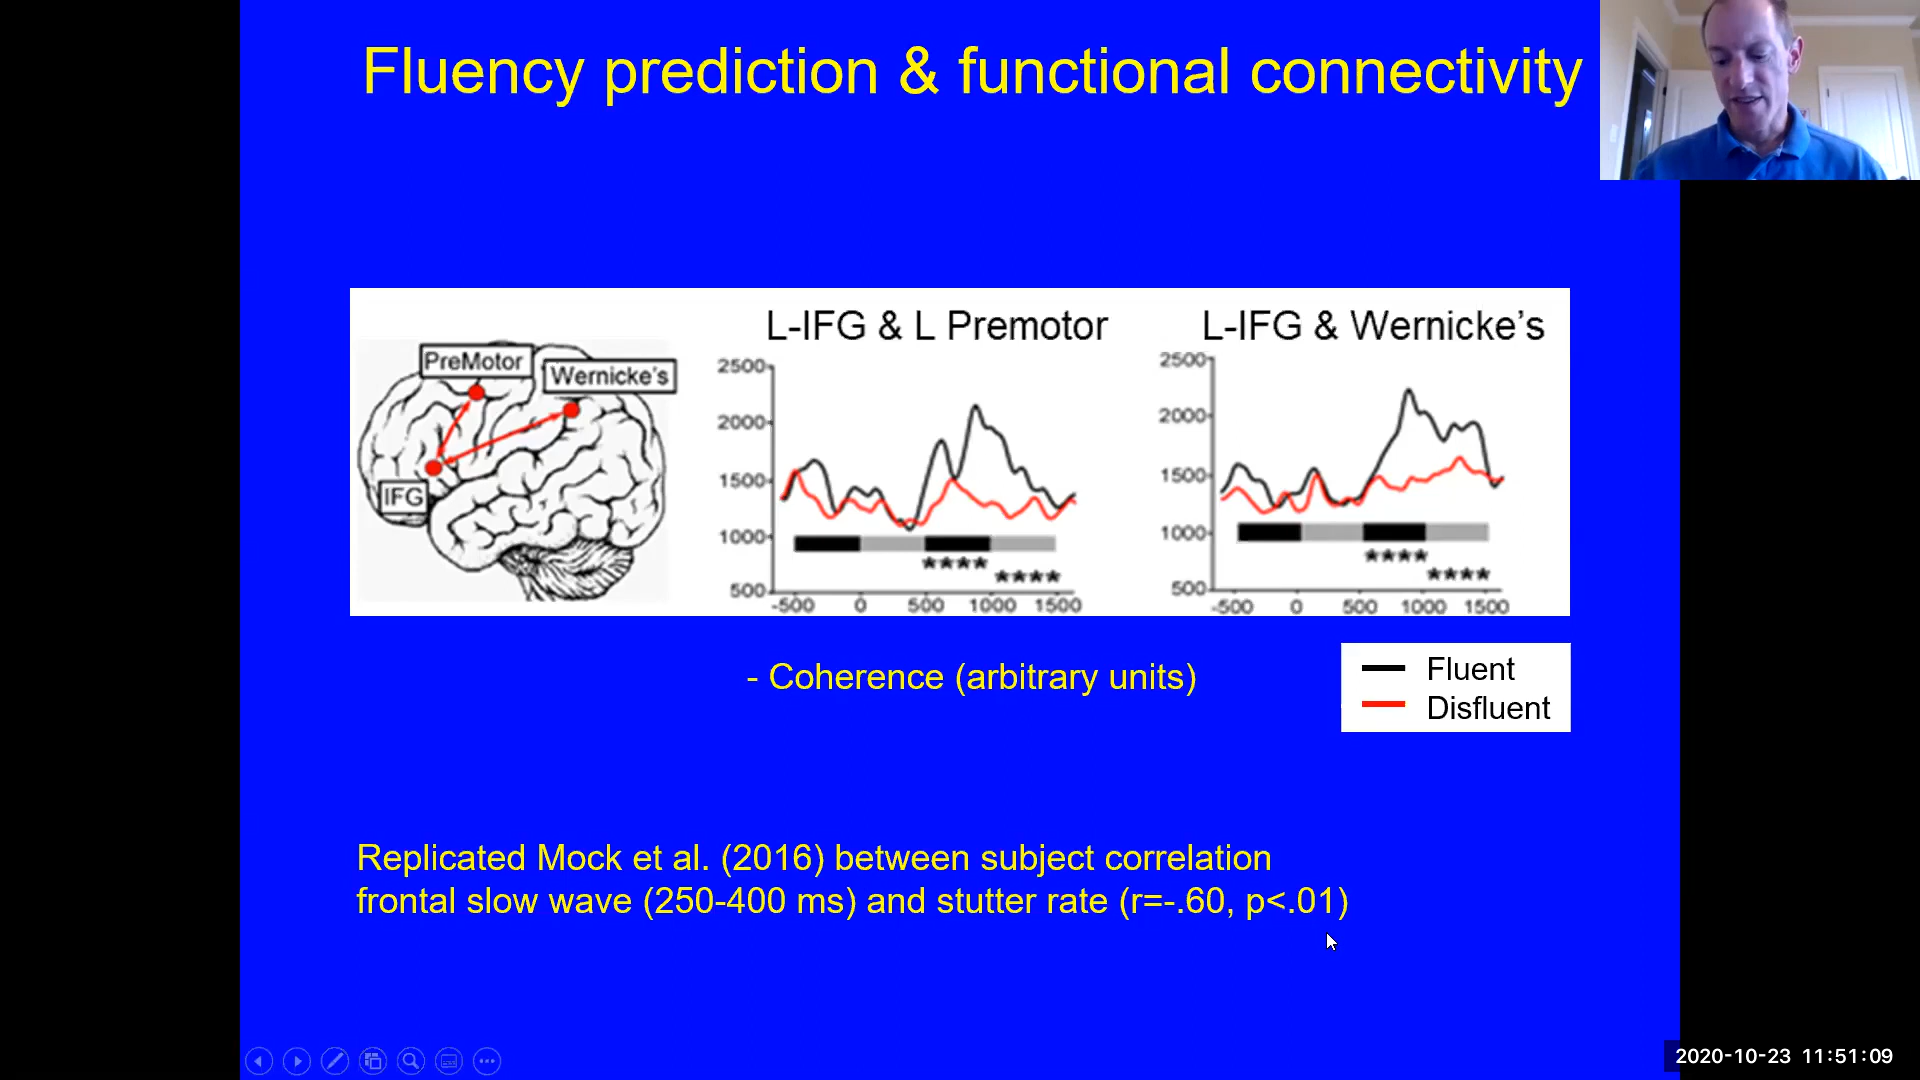 Fluency prediction & functional connectivity
L-IFG & L Premotor
L-IFG & Wernicke's
PreMotor
Wernicke's
IFG
2500
2000
1500
1000
500
-500 0 500 1000 1500
****
****
2500
2000
1500
1000
500
-500 0 500 1000 1500
****
****
- Coherence (arbitrary units)
Fluent
Disfluent
Replicated Mock et al. (2016) between subject correlation
frontal slow wave (250-400 ms) and stutter rate (r=-.60, p<.01)
2020-10-23 11:51:09